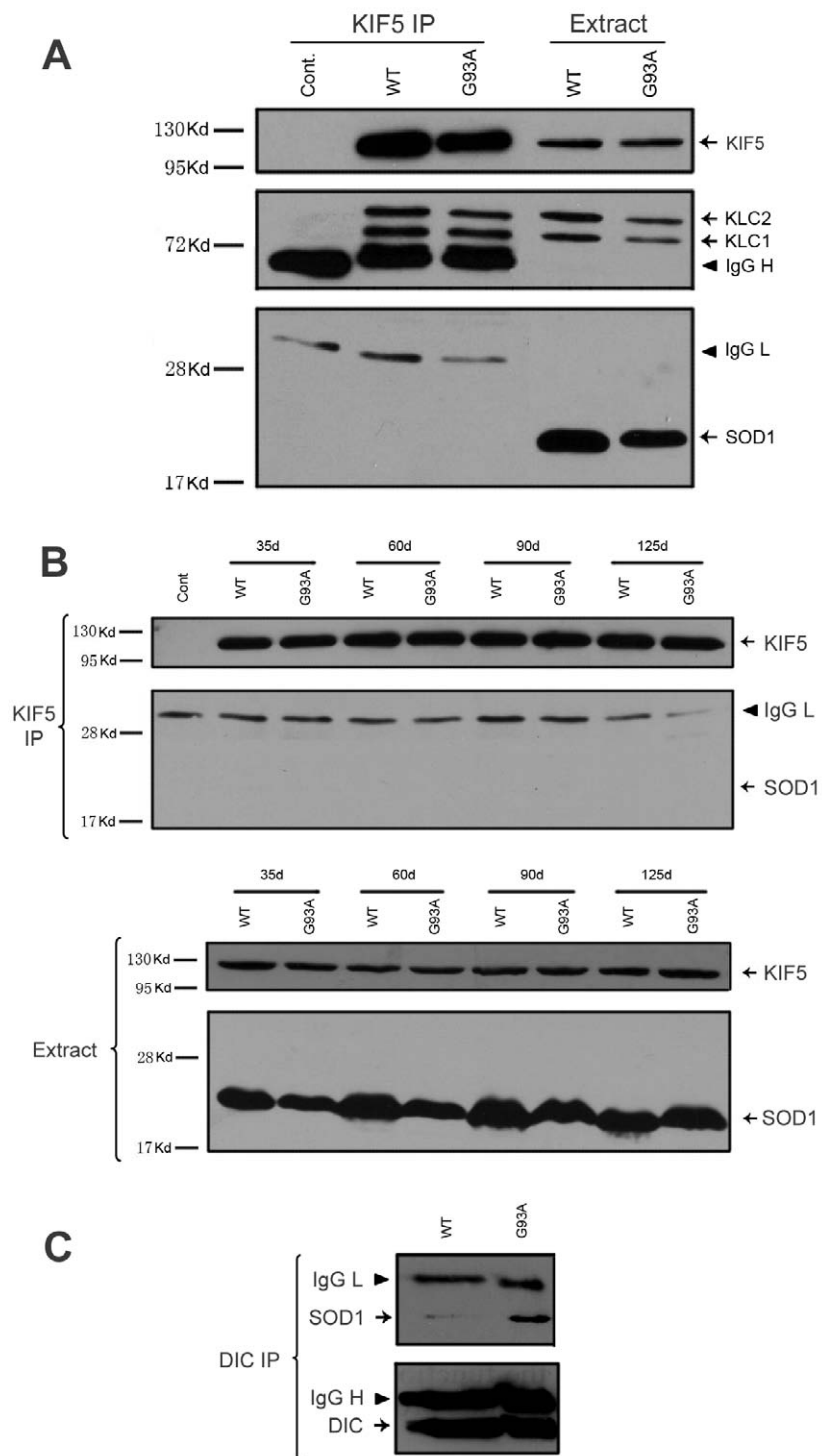 A
KIF5 IP
Extract
Cont.
WT
G93A
WT
G93A
130Kd
95Kd
KIF5
72Kd
KLC2
KLC1
IgG H
28Kd
17Kd
IgG L
SOD1
B
35d
60d
90d
125d
Cont
WT
G93A
WT
G93A
WT
G93A
WT
G93A
KIF5 IP
130Kd
95Kd
KIF5
28Kd
17Kd
IgG L
SOD1
35d
60d
90d
125d
WT
G93A
WT
G93A
WT
G93A
WT
G93A
Extract
130Kd
95Kd
KIF5
28Kd
17Kd
SOD1
C
WT
G93A
DIC IP
IgG L
SOD1
IgG H
DIC